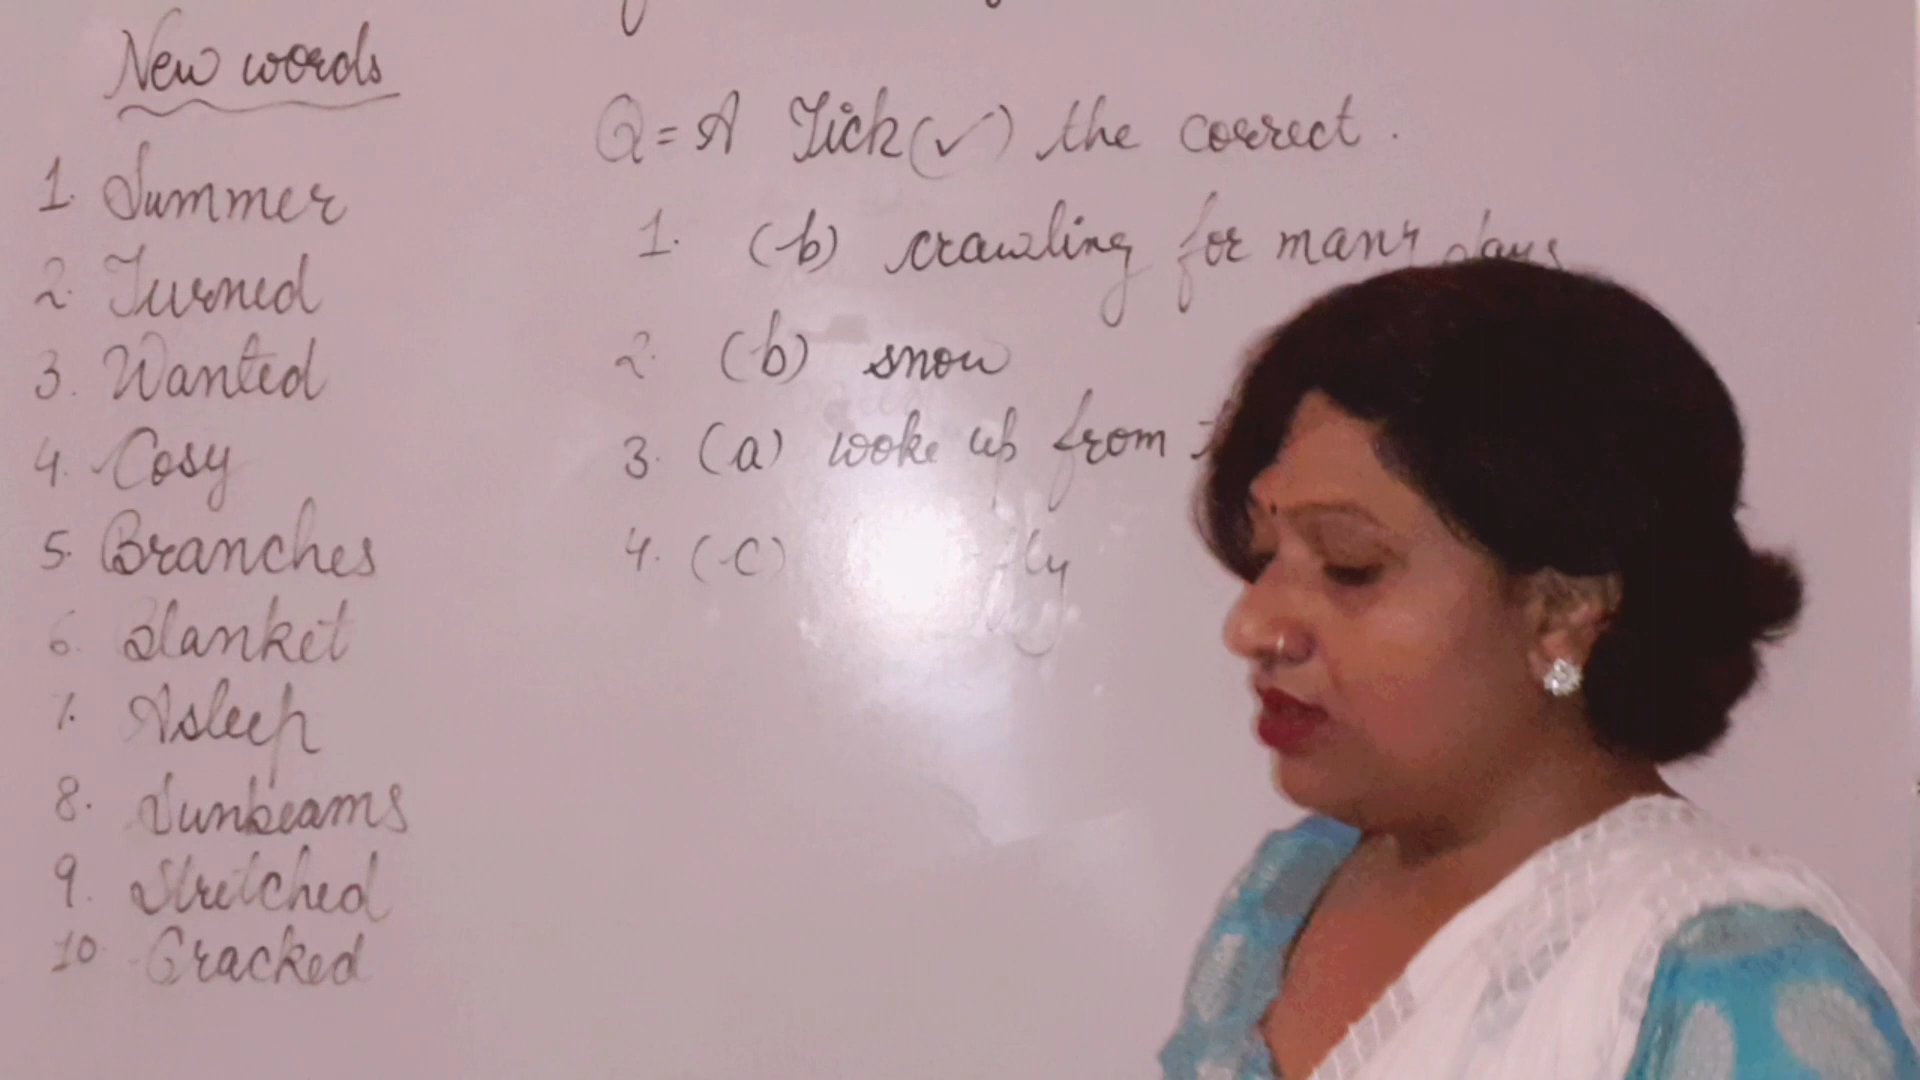 New words
1. Summer
2. Turned
3. Wanted
4. Cosy
5. Branches
6. Blanket
7. Asleep
8. Sunbeams
9. Stretched
10. Cracked
Q=A Tick (✓) the correct.
1. (b) crawling for many days
2. (b) snow
3. (a) woke up from
4. (c)